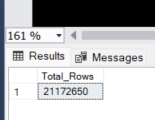 161 %
Results Messages
Total_Rows
1 21172650